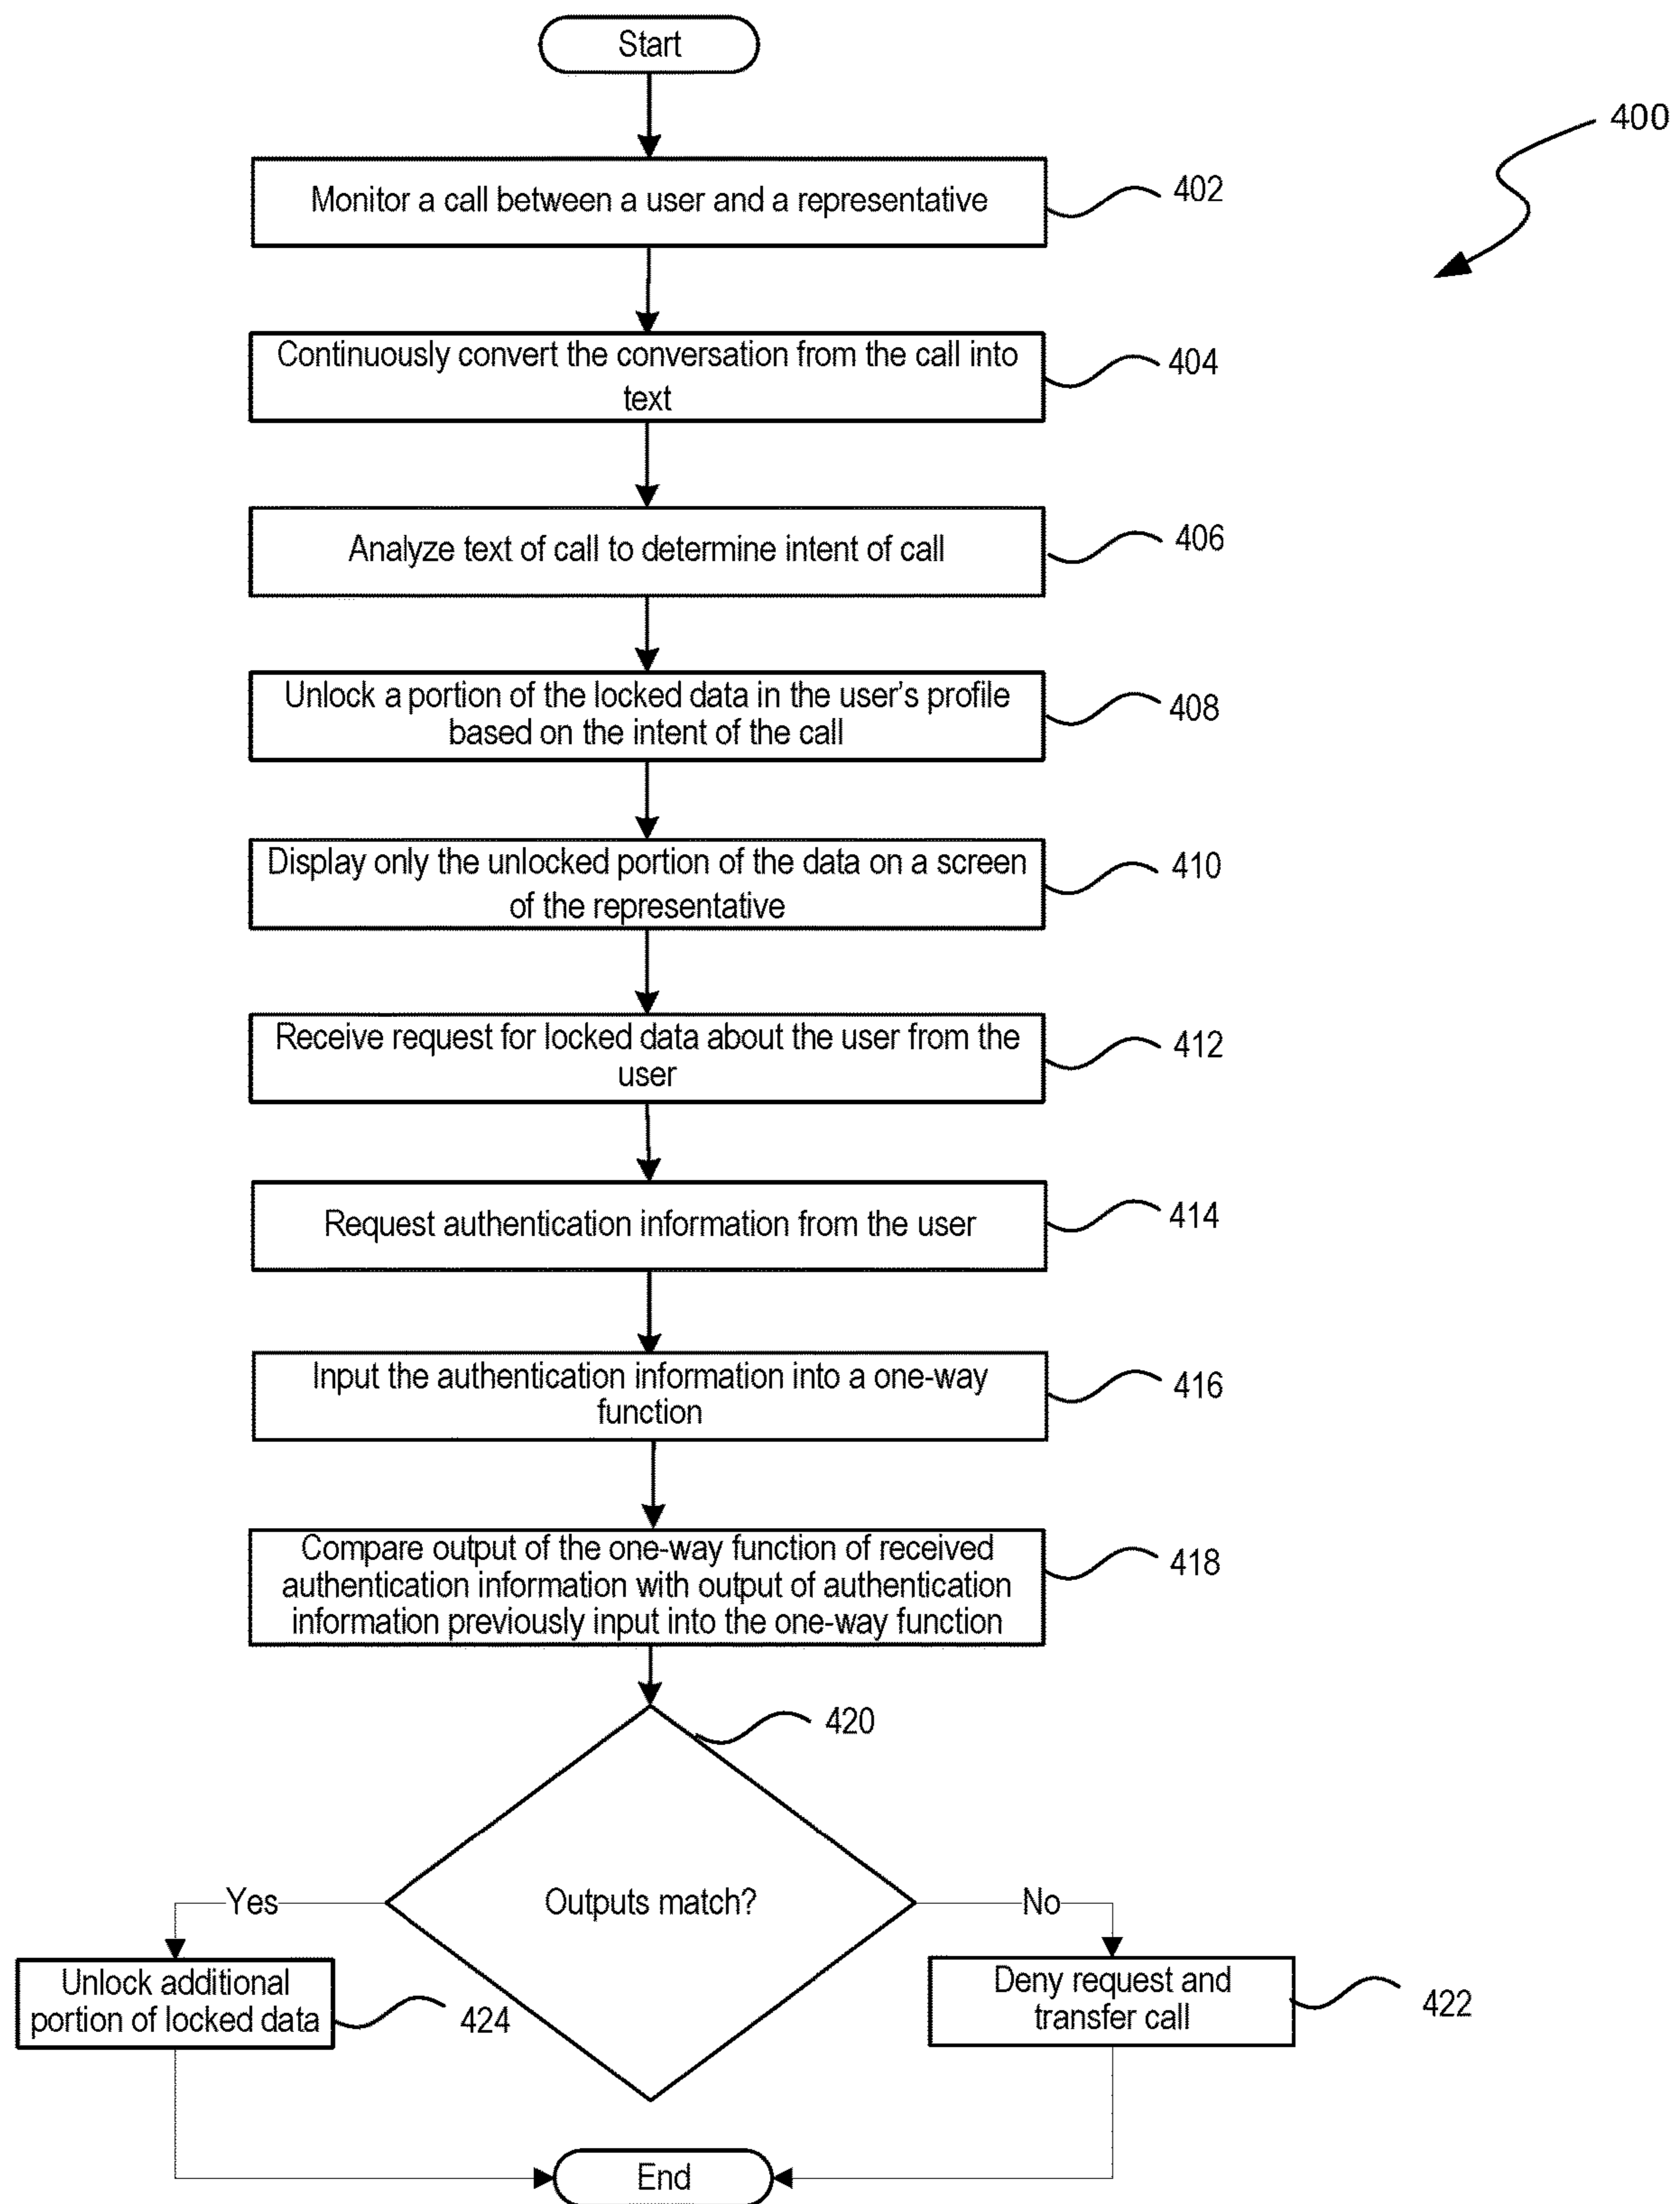 Start
400
Monitor a call between a user and a representative
402
Continuously convert the conversation from the call into
text
404
Analyze text of call to determine intent of call
406
Unlock a portion of the locked data in the user’s profile
based on the intent of the call
408
Display only the unlocked portion of the data on a screen
of the representative
410
Receive request for locked data about the user from the
user
412
Request authentication information from the user
414
Input the authentication information into a one-way
function
416
Compare output of the one-way function of received
authentication information with output of authentication
information previously input into the one-way function
418
420
Outputs match?
Yes
No
Unlock additional
portion of locked data
424
Deny request and
transfer call
422
End